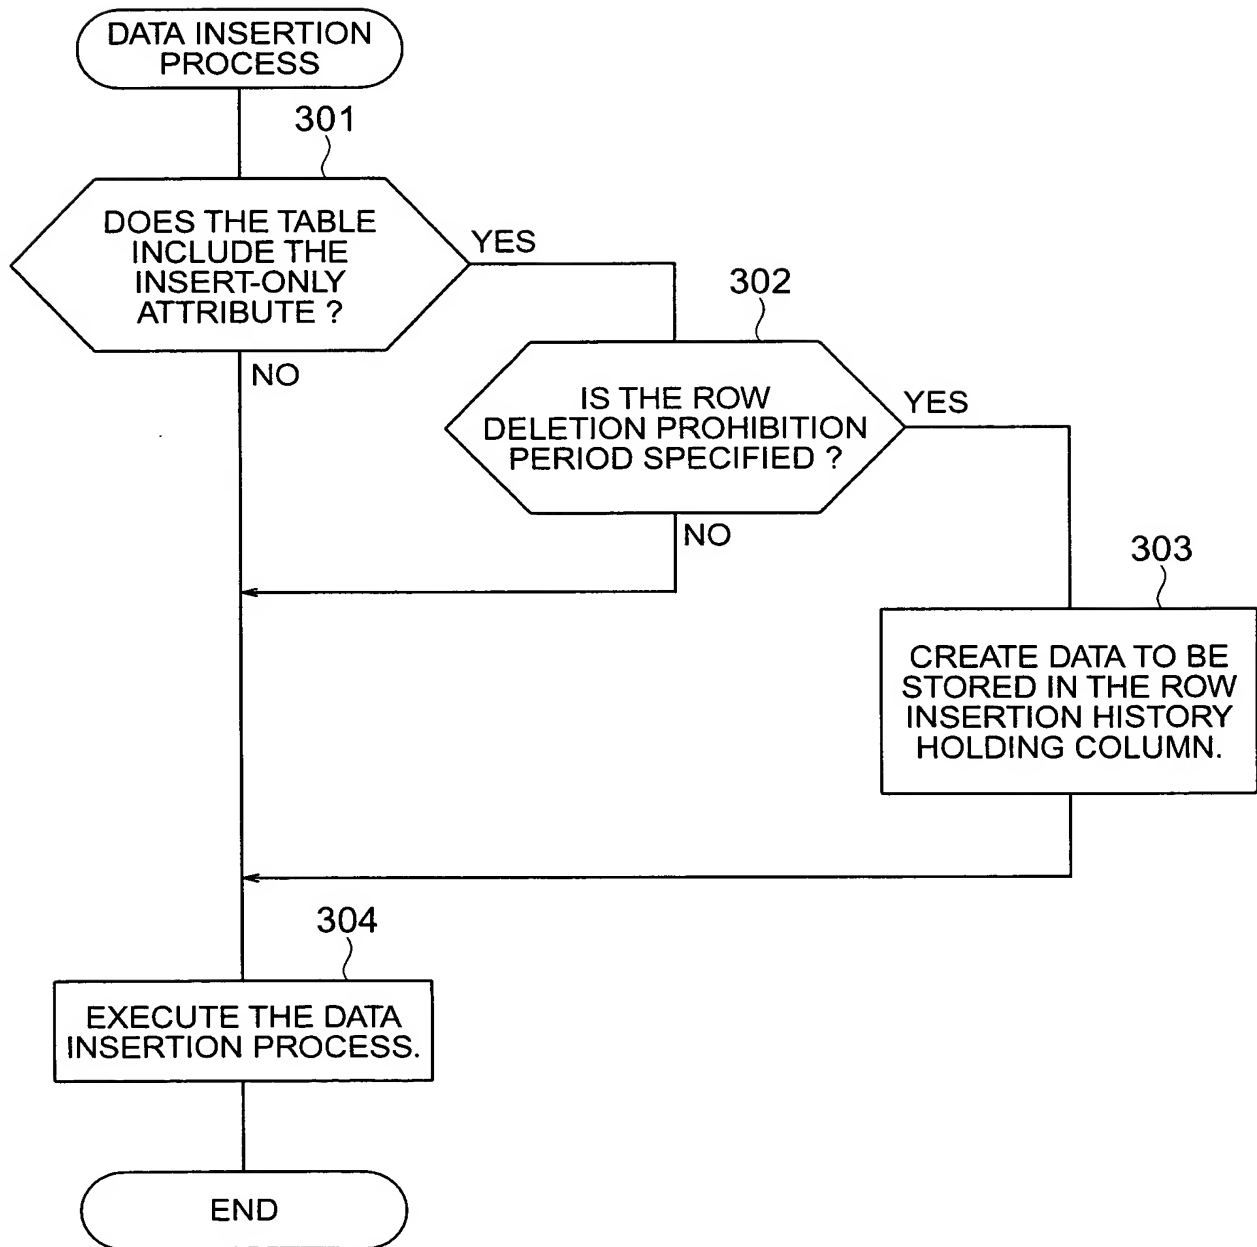 DATA INSERTION
PROCESS
301
DOES THE TABLE
INCLUDE THE
INSERT-ONLY
ATTRIBUTE ?
YES
NO
302
IS THE ROW
DELETION PROHIBITION
PERIOD SPECIFIED ?
YES
NO
303
CREATE DATA TO BE
STORED IN THE ROW
INSERTION HISTORY
HOLDING COLUMN.
304
EXECUTE THE DATA
INSERTION PROCESS.
END